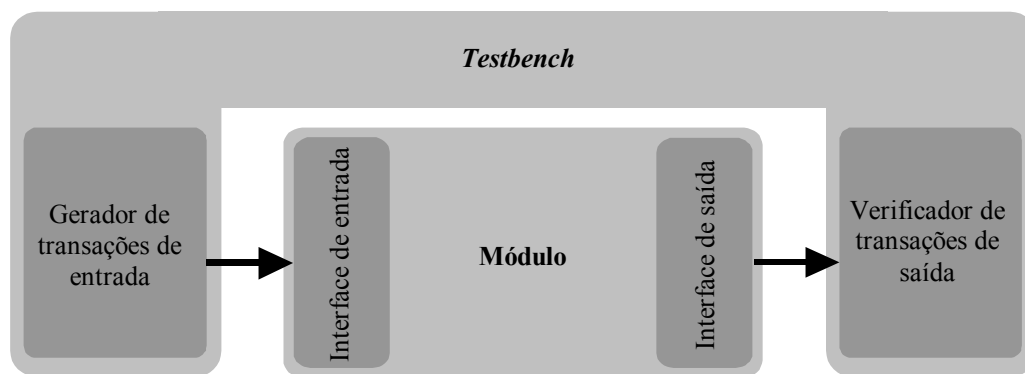 Testbench
Gerador de
transações de
entrada
Interface de entrada
Módulo
Interface de saída
Verificador de
transações de
saída